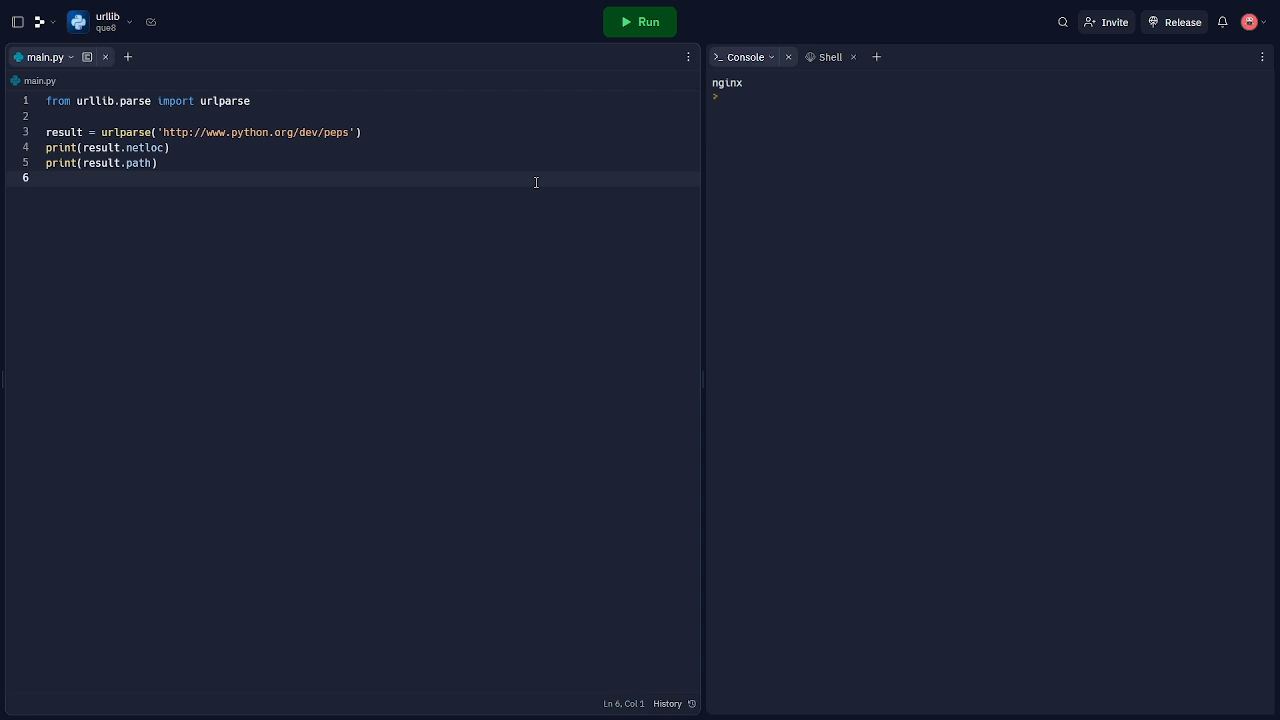 urllib
que8
Run
Invite
Release
main.py
Console
Shell
main.py
nginx
1 from urllib.parse import urlparse
2
3 result = urlparse('http://www.python.org/dev/peps')
4 print(result.netloc)
5 print(result.path)
6
Ln 6, Col 1 History